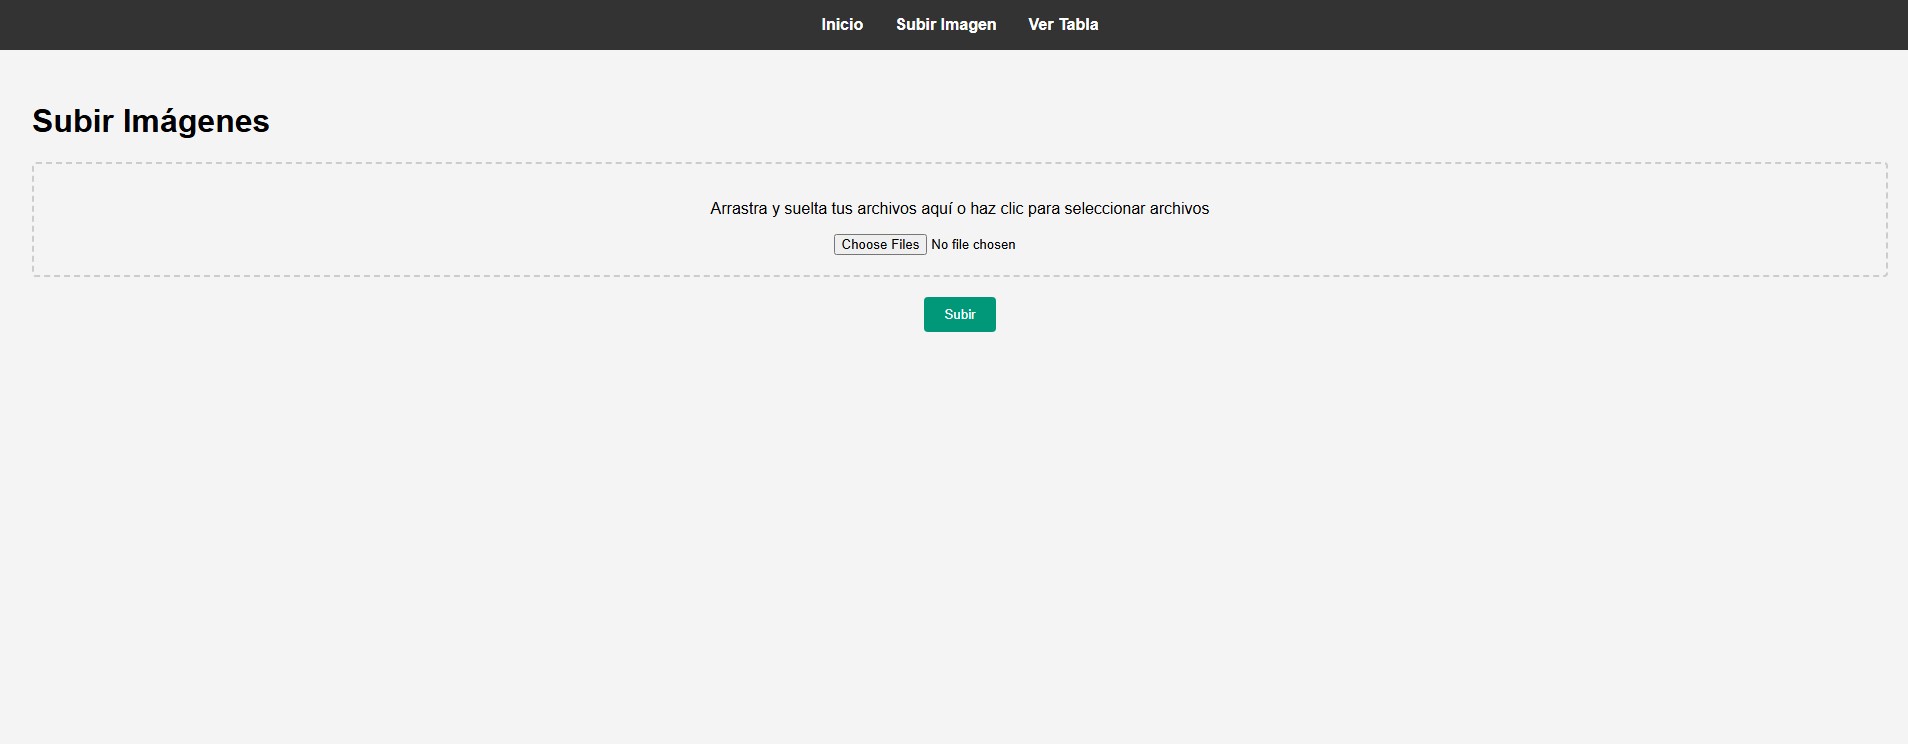 Inicio Subir Imagen Ver Tabla
Subir Imágenes
Arrastra y suelta tus archivos aquí o haz clic para seleccionar archivos
Choose Files No file chosen
Subir